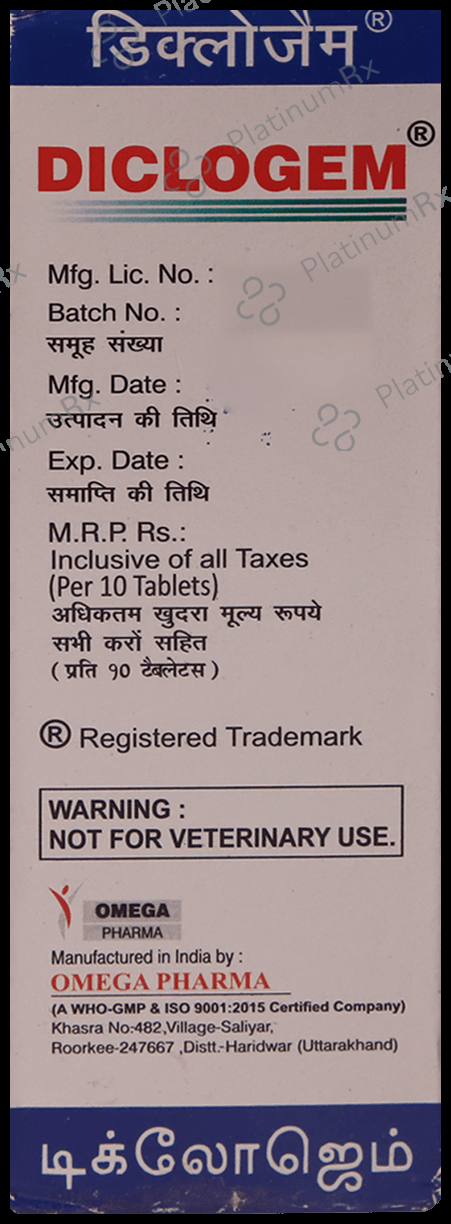 डिक्लोजैम®
DICLOGEM®
Mfg. Lic. No. :
Batch No. :
समूह संख्या
Mfg. Date :
उत्पादन की तिथि
Exp. Date :
समाप्ति की तिथि
M.R.P. Rs.:
Inclusive of all Taxes
(Per 10 Tablets)
अधिकतम खुदरा मूल्य रूपये
सभी करों सहित
( प्रति १० टैबलेटस )
® Registered Trademark
WARNING :
NOT FOR VETERINARY USE.
OMEGA
PHARMA
Manufactured in India by :
OMEGA PHARMA
(A WHO-GMP & ISO 9001:2015 Certified Company)
Khasra No:482,Village-Saliyar,
Roorkee-247667 ,Distt.-Haridwar (Uttarakhand)
டிக்லோஜெம்
PlatinumRx
PlatinumRx